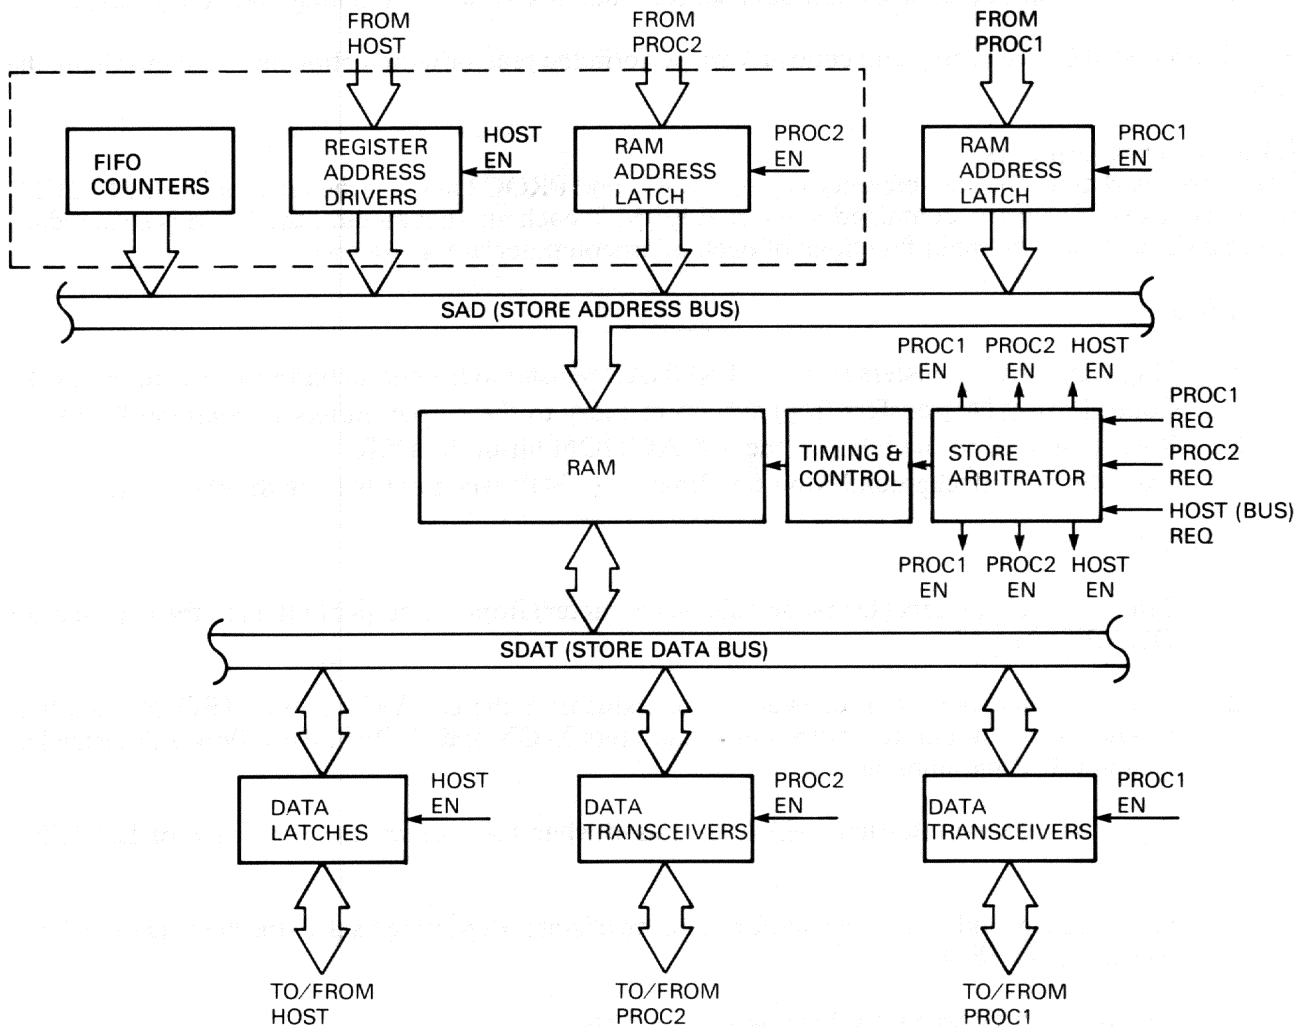 FROM
HOST
FROM
PROC2
FROM
PROC1
FIFO
COUNTERS
REGISTER
ADDRESS
DRIVERS
HOST
EN
RAM
ADDRESS
LATCH
PROC2
EN
RAM
ADDRESS
LATCH
PROC1
EN
SAD (STORE ADDRESS BUS)
PROC1
EN
PROC2
EN
HOST
EN
RAM
TIMING &
CONTROL
STORE
ARBITRATOR
PROC1
REQ
PROC2
REQ
HOST (BUS)
REQ
PROC1
EN
PROC2
EN
HOST
EN
SDAT (STORE DATA BUS)
DATA
LATCHES
HOST
EN
DATA
TRANSCEIVERS
PROC2
EN
DATA
TRANSCEIVERS
PROC1
EN
TO/FROM
HOST
TO/FROM
PROC2
TO/FROM
PROC1